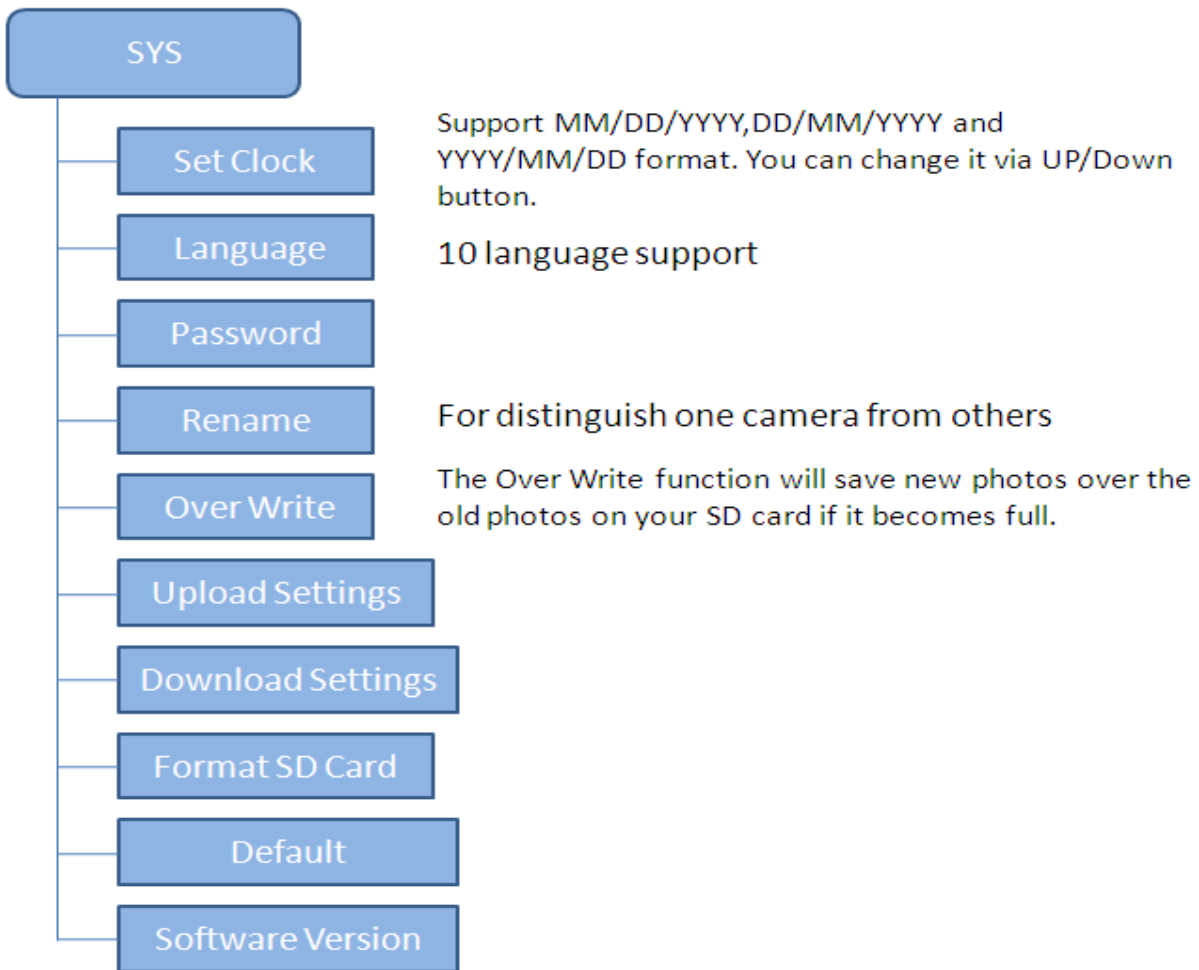 SYS
Set Clock
Support MM/DD/YYYY,DD/MM/YYYY and
YYYY/MM/DD format. You can change it via UP/Down
button.
Language
10 language support
Password
Rename
For distinguish one camera from others
Over Write
The Over Write function will save new photos over the
old photos on your SD card if it becomes full.
Upload Settings
Download Settings
Format SD Card
Default
Software Version